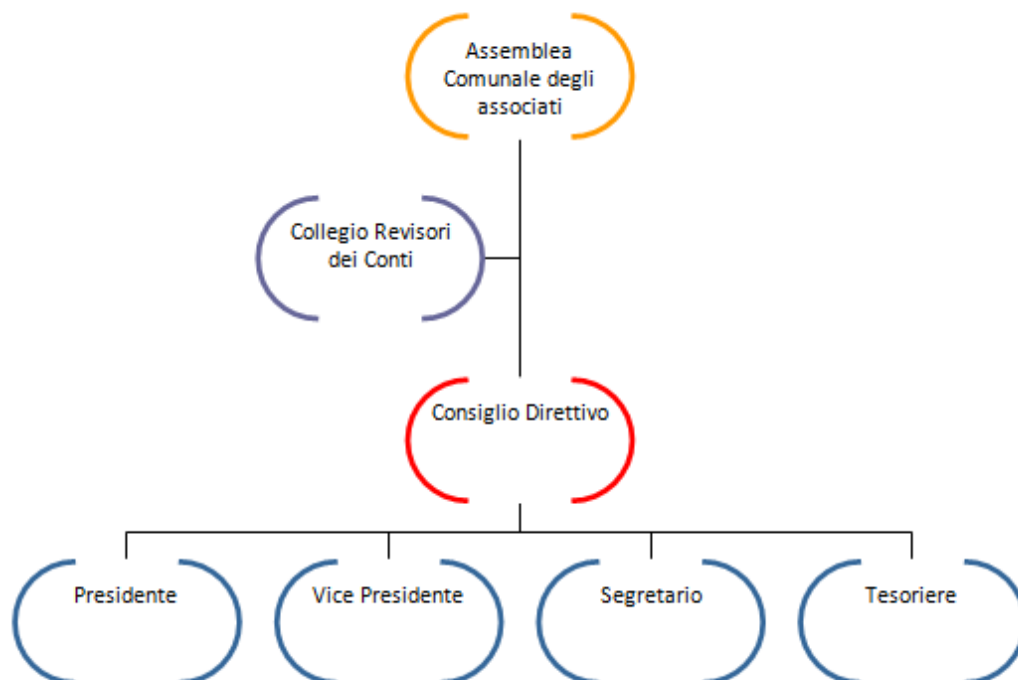 Assemblea
Comunale degli
associati
Collegio Revisori
dei Conti
Consiglio Direttivo
Presidente
Vice Presidente
Segretario
Tesoriere